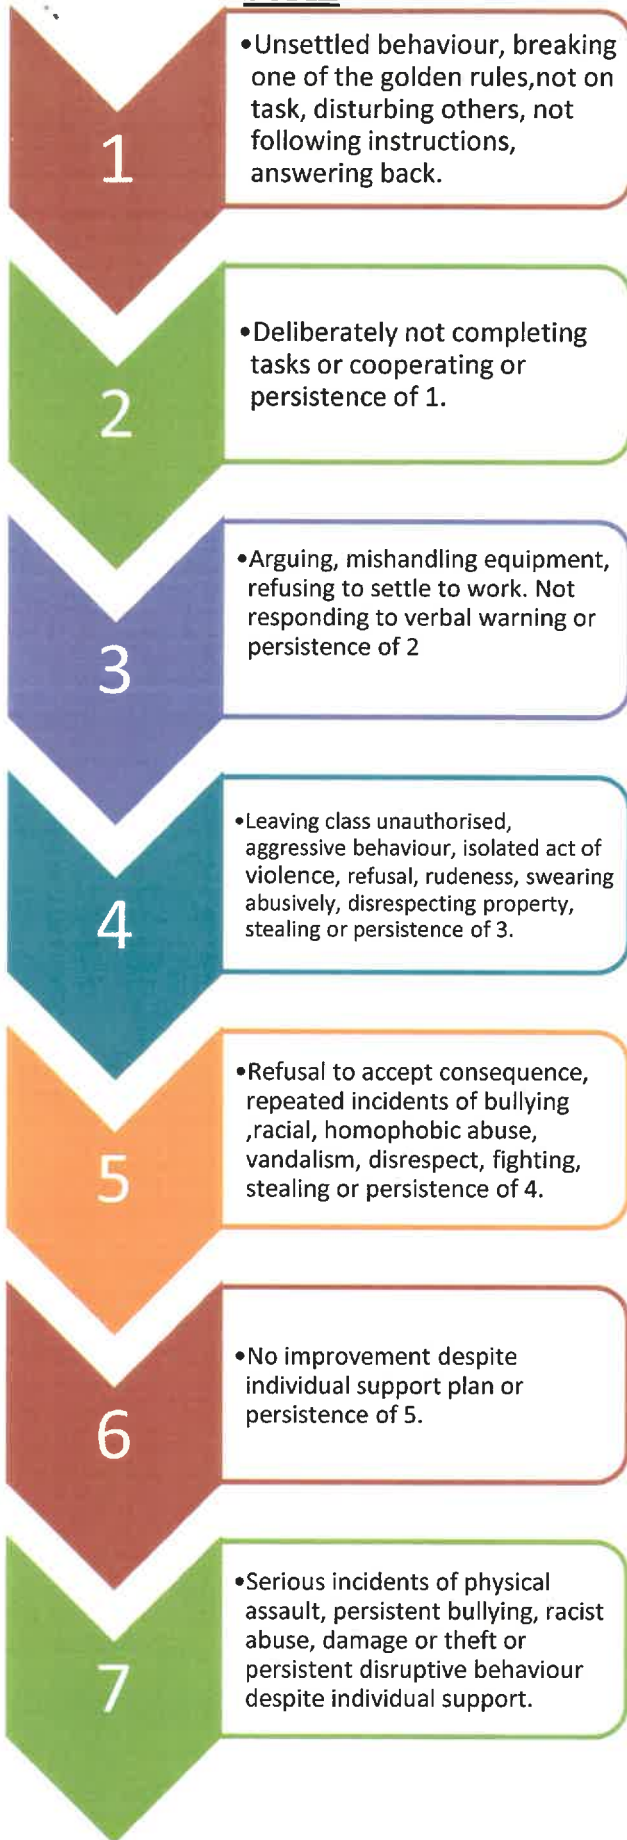 1
•Unsettled behaviour, breaking
one of the golden rules,not on
task, disturbing others, not
following instructions,
answering back.
2
•Deliberately not completing
tasks or cooperating or
persistence of 1.
3
•Arguing, mishandling equipment,
refusing to settle to work. Not
responding to verbal warning or
persistence of 2
4
•Leaving class unauthorised,
aggressive behaviour, isolated act of
violence, refusal, rudeness, swearing
abusively, disrespecting property,
stealing or persistence of 3.
5
•Refusal to accept consequence,
repeated incidents of bullying
,racial, homophobic abuse,
vandalism, disrespect, fighting,
stealing or persistence of 4.
6
•No improvement despite
individual support plan or
persistence of 5.
7
•Serious incidents of physical
assault, persistent bullying, racist
abuse, damage or theft or
persistent disruptive behaviour
despite individual support.